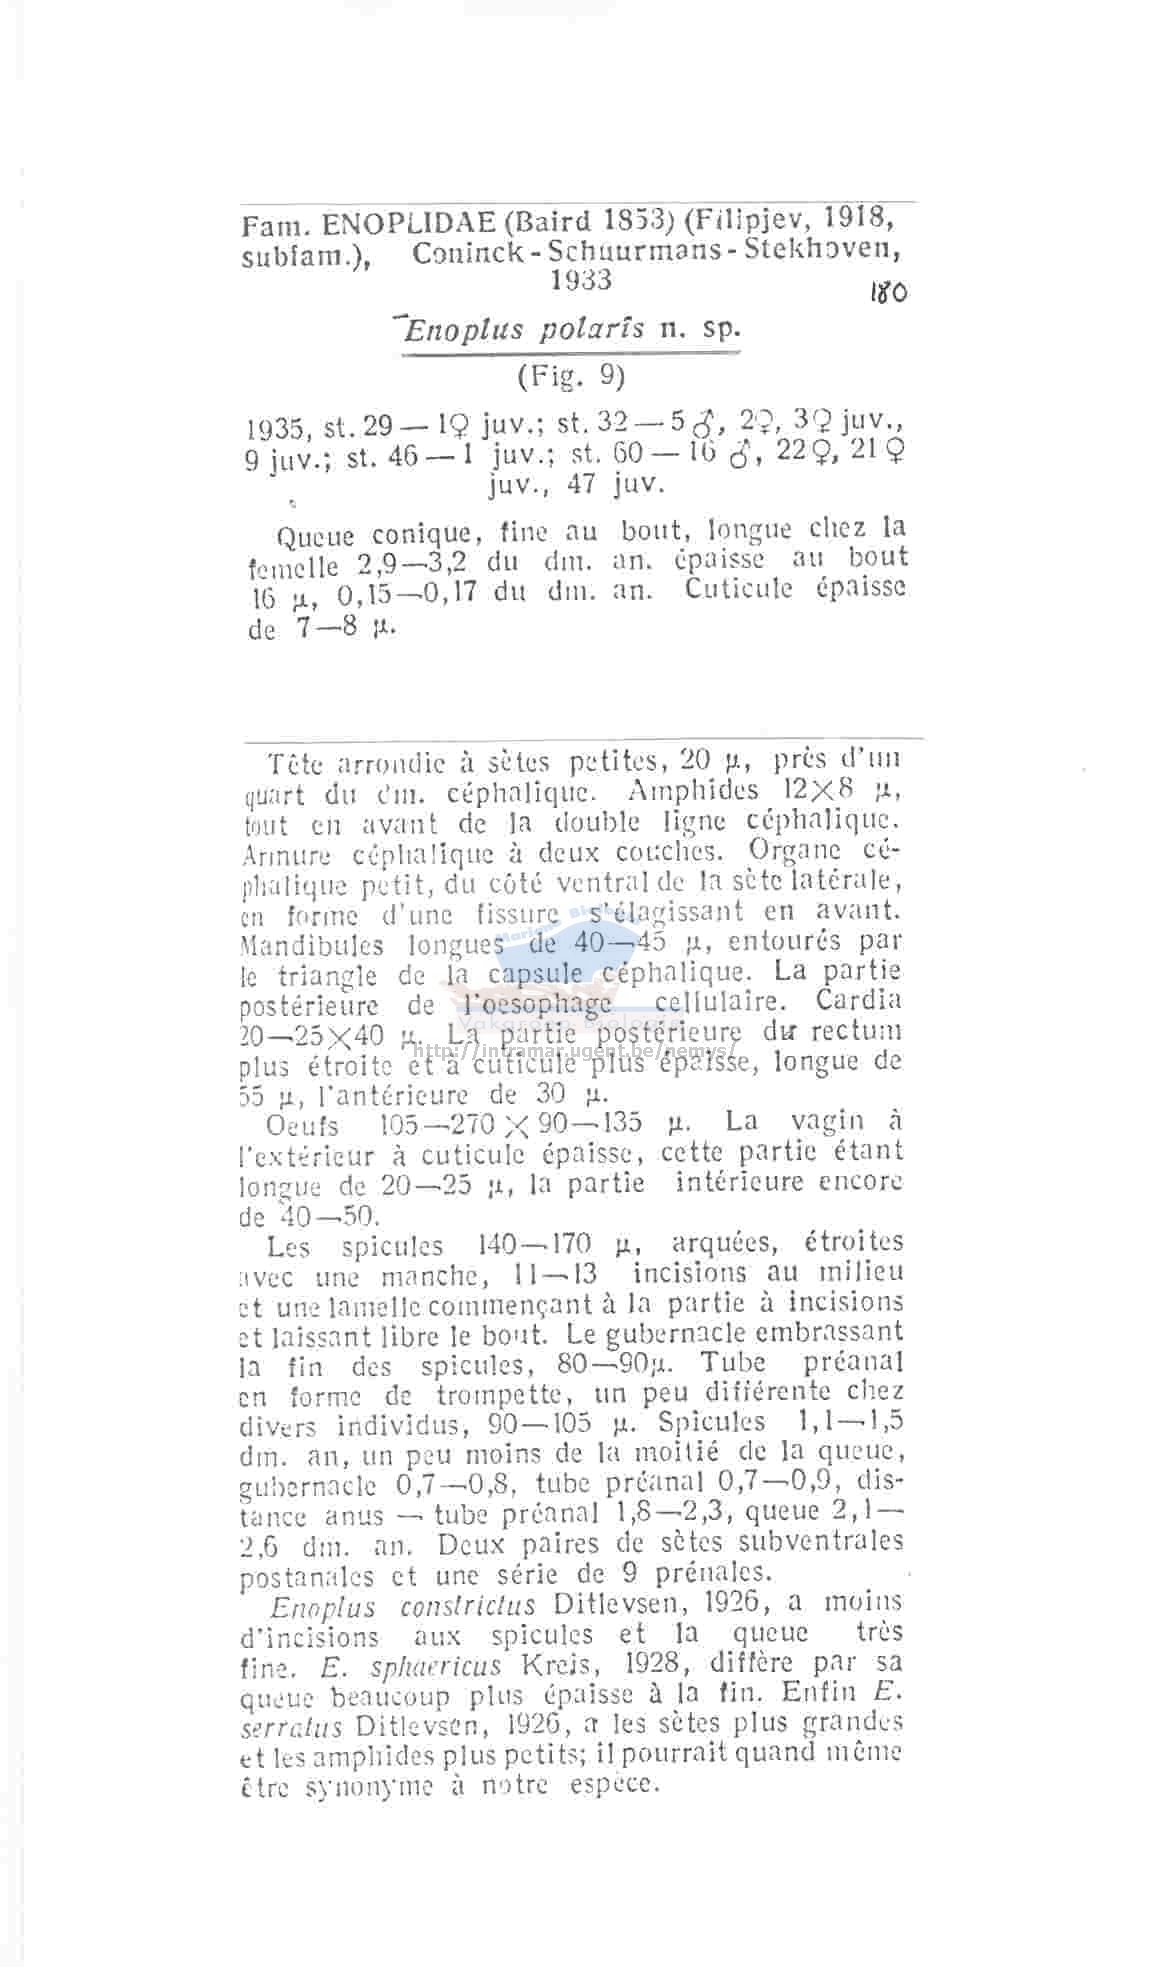 Fam. ENOPLIDAE (Baird 1853) (Filipjev, 1918,
subfam.), Coninck - Schuurmans - Stekhoven,
1933
180
Enoplus polaris n. sp.
(Fig. 9)
1935, st. 29 — 1♀ juv.; st. 32 — 5 ♂, 2♀, 3♀ juv.,
9 juv.; st. 46 — 1 juv.; st. 60 — 16 ♂, 22♀, 21♀
juv., 47 juv.
Queue conique, fine au bout, longue chez la
femelle 2,9—3,2 du dm. an. épaisse au bout
16 μ, 0,15—0,17 du dm. an. Cuticule épaisse
de 7—8 μ.
Tête arrondie à sètes petites, 20 μ, près d'un
quart du dm. céphalique. Amphides 12×8 μ,
tout en avant de la double ligne céphalique.
Armure céphalique à deux couches. Organe cé-
phalique petit, du côté ventral de la sète latérale,
en forme d'une fissure s'élagissant en avant.
Mandibules longues de 40—45 μ, entourés par
le triangle de la capsule céphalique. La partie
postérieure de l'oesophage cellulaire. Cardia
20—25×40 μ. La partie postérieure du rectum
plus étroite et à cuticule plus épaisse, longue de
55 μ, l'antérieure de 30 μ.
Oeufs 105—270 × 90—135 μ. La vagin à
l'extérieur à cuticule épaisse, cette partie étant
longue de 20—25 μ, la partie intérieure encore
de 40—50.
Les spicules 140—170 μ, arquées, étroites
avec une manche, 11—13 incisions au milieu
et une lamelle commençant à la partie à incisions
et laissant libre le bout. Le gubernacle embrassant
la fin des spicules, 80—90μ. Tube préanal
en forme de trompette, un peu différente chez
divers individus, 90—105 μ. Spicules 1,1—1,5
dm. an, un peu moins de la moitié de la queue,
gubernacle 0,7—0,8, tube préanal 0,7—0,9, dis-
tance anus — tube préanal 1,8—2,3, queue 2,1—
2,6 dm. an. Deux paires de sètes subventrales
postanales et une série de 9 prénales.
Enoplus constrictus Ditlevsen, 1926, a moins
d'incisions aux spicules et la queue très
fine. E. sphaericus Kreis, 1928, diffère par sa
queue beaucoup plus épaisse à la fin. Enfin E.
serratus Ditlevsen, 1926, a les sètes plus grandes
et les amphides plus petits; il pourrait quand même
être synonyme à notre espèce.
Mariene Biologie
Vakgroep Biologie
http://intramar.ugent.be/nemys/